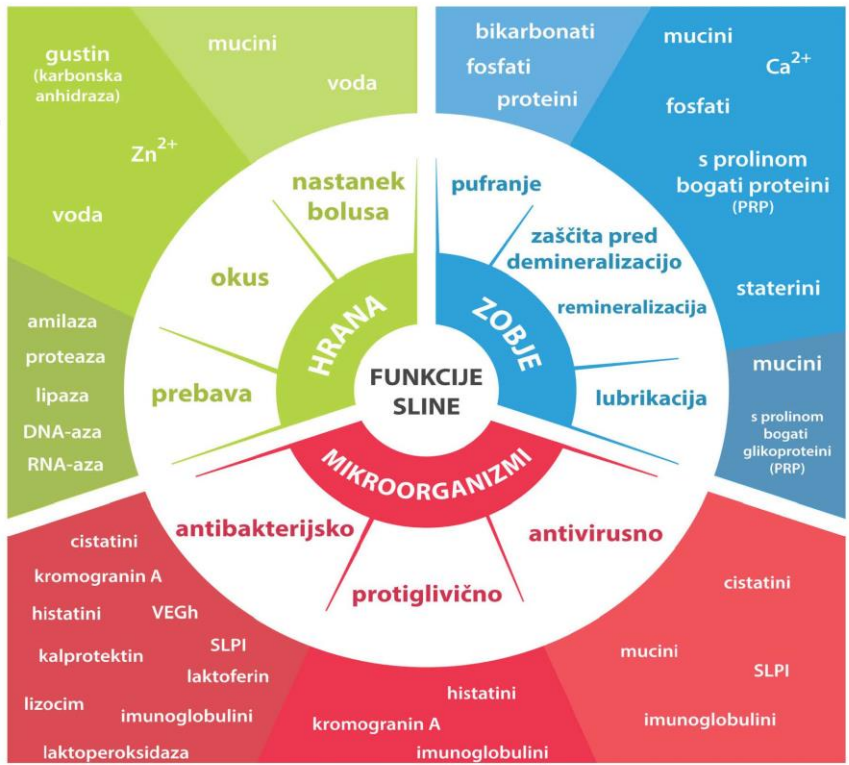 FUNKCIJE
SLINE
HRANA
nastanek
bolusa
mucini
voda
okus
gustin
(karbonska
anhidraza)
Zn²⁺
voda
prebava
amilaza
proteaza
lipaza
DNA-aza
RNA-aza
ZOBJE
pufranje
bikarbonati
fosfati
proteini
zaščita pred
demineralizacijo
remineralizacija
mucini
Ca²⁺
fosfati
s prolinom
bogati proteini
(PRP)
staterini
lubrikacija
mucini
s prolinom
bogati
glikoproteini
(PRP)
MIKROORGANIZMI
antibakterijsko
cistatini
kromogranin A
histatini
VEGh
SLPI
kalprotektin
laktoferin
lizocim
imunoglobulini
laktoperoksidaza
protiglivično
histatini
kromogranin A
imunoglobulini
antivirusno
cistatini
mucini
SLPI
imunoglobulini